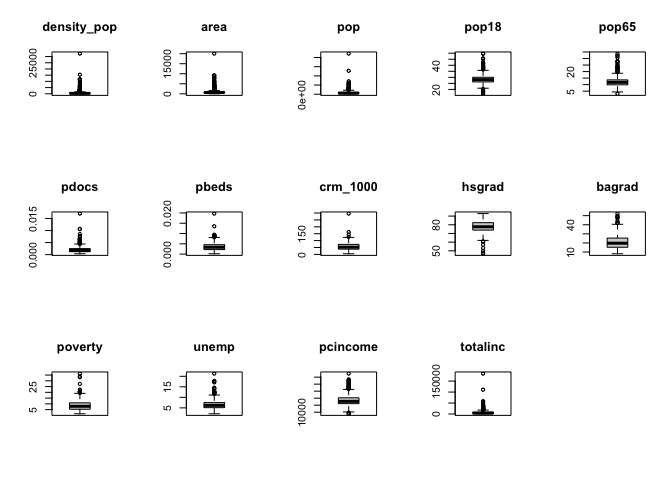 density_pop
area
pop
pop18
pop65
0 25000
0 15000
0e+00
20 40
5 20
pdocs
pbeds
crm_1000
hsgrad
bagrad
0.000 0.015
0.000 0.020
0 150
50 80
10 40
poverty
unemp
pcincome
totalinc
5 25
5 15
10000
0 150000